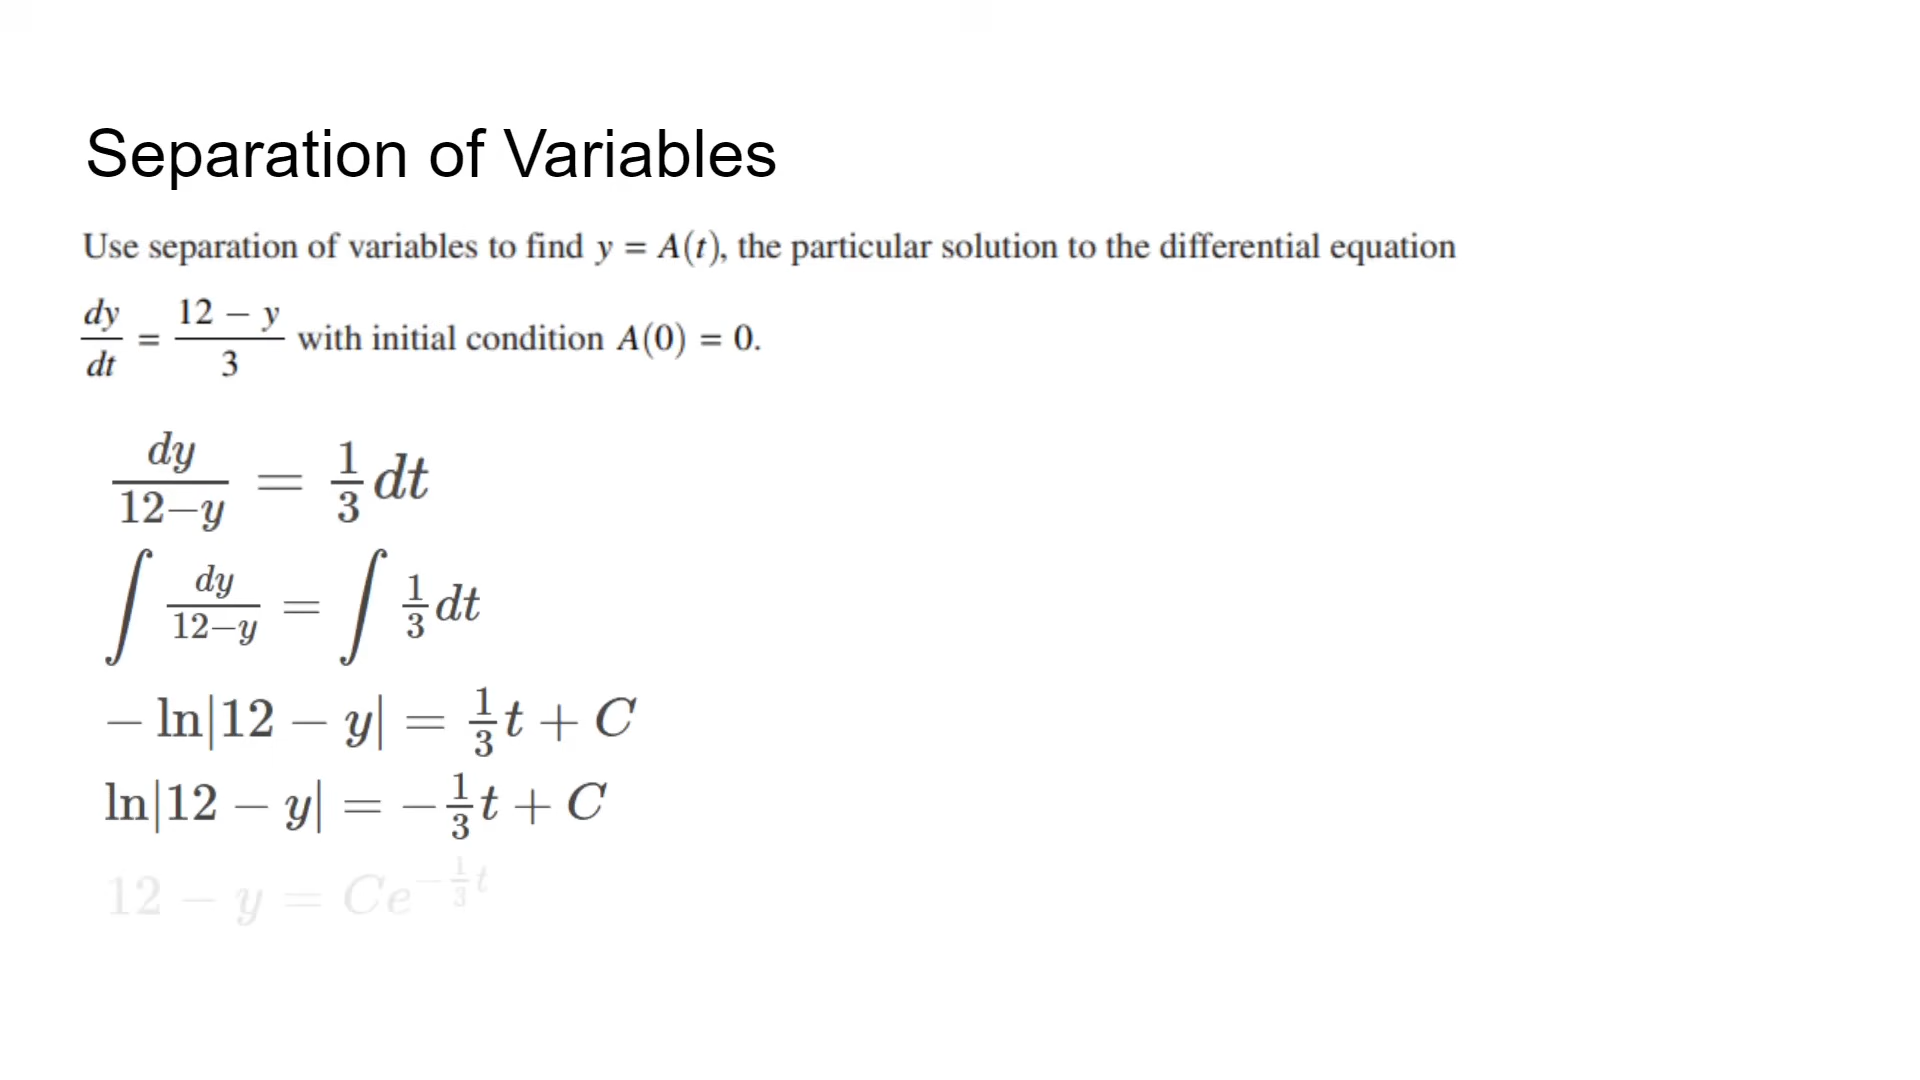 Separation of Variables
Use separation of variables to find y = A(t), the particular solution to the differential equation
dy/dt = (12 − y)/3 with initial condition A(0) = 0.
dy/(12−y) = 1/3 dt
∫ dy/(12−y) = ∫ 1/3 dt
− ln|12 − y| = 1/3 t + C
ln|12 − y| = −1/3 t + C
12 − y = Ce^(−1/3 t)